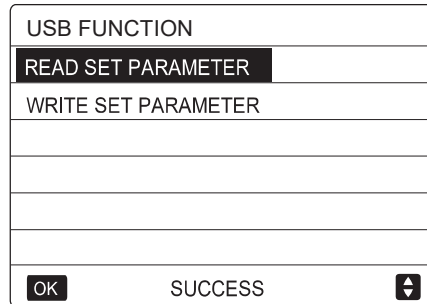 USB FUNCTION
READ SET PARAMETER
WRITE SET PARAMETER
OK SUCCESS